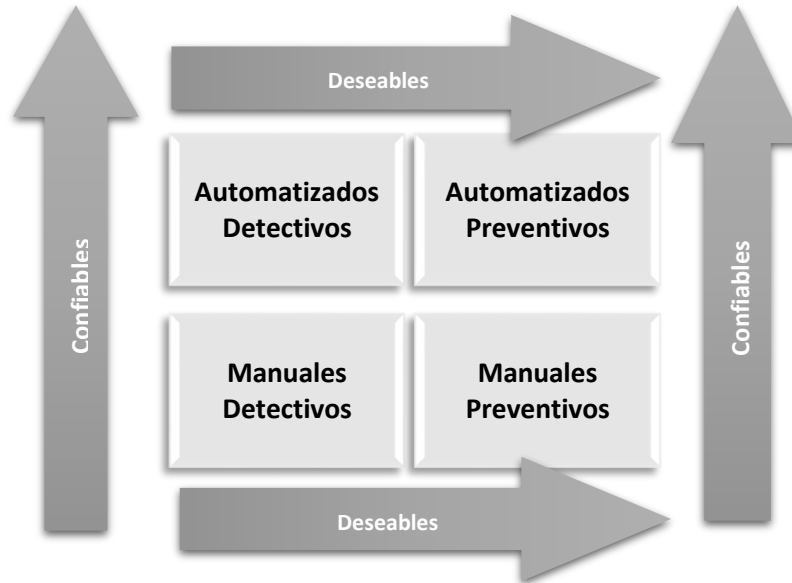 Deseables
Confiables
Automatizados
Detectivos
Automatizados
Preventivos
Confiables
Manuales
Detectivos
Manuales
Preventivos
Deseables